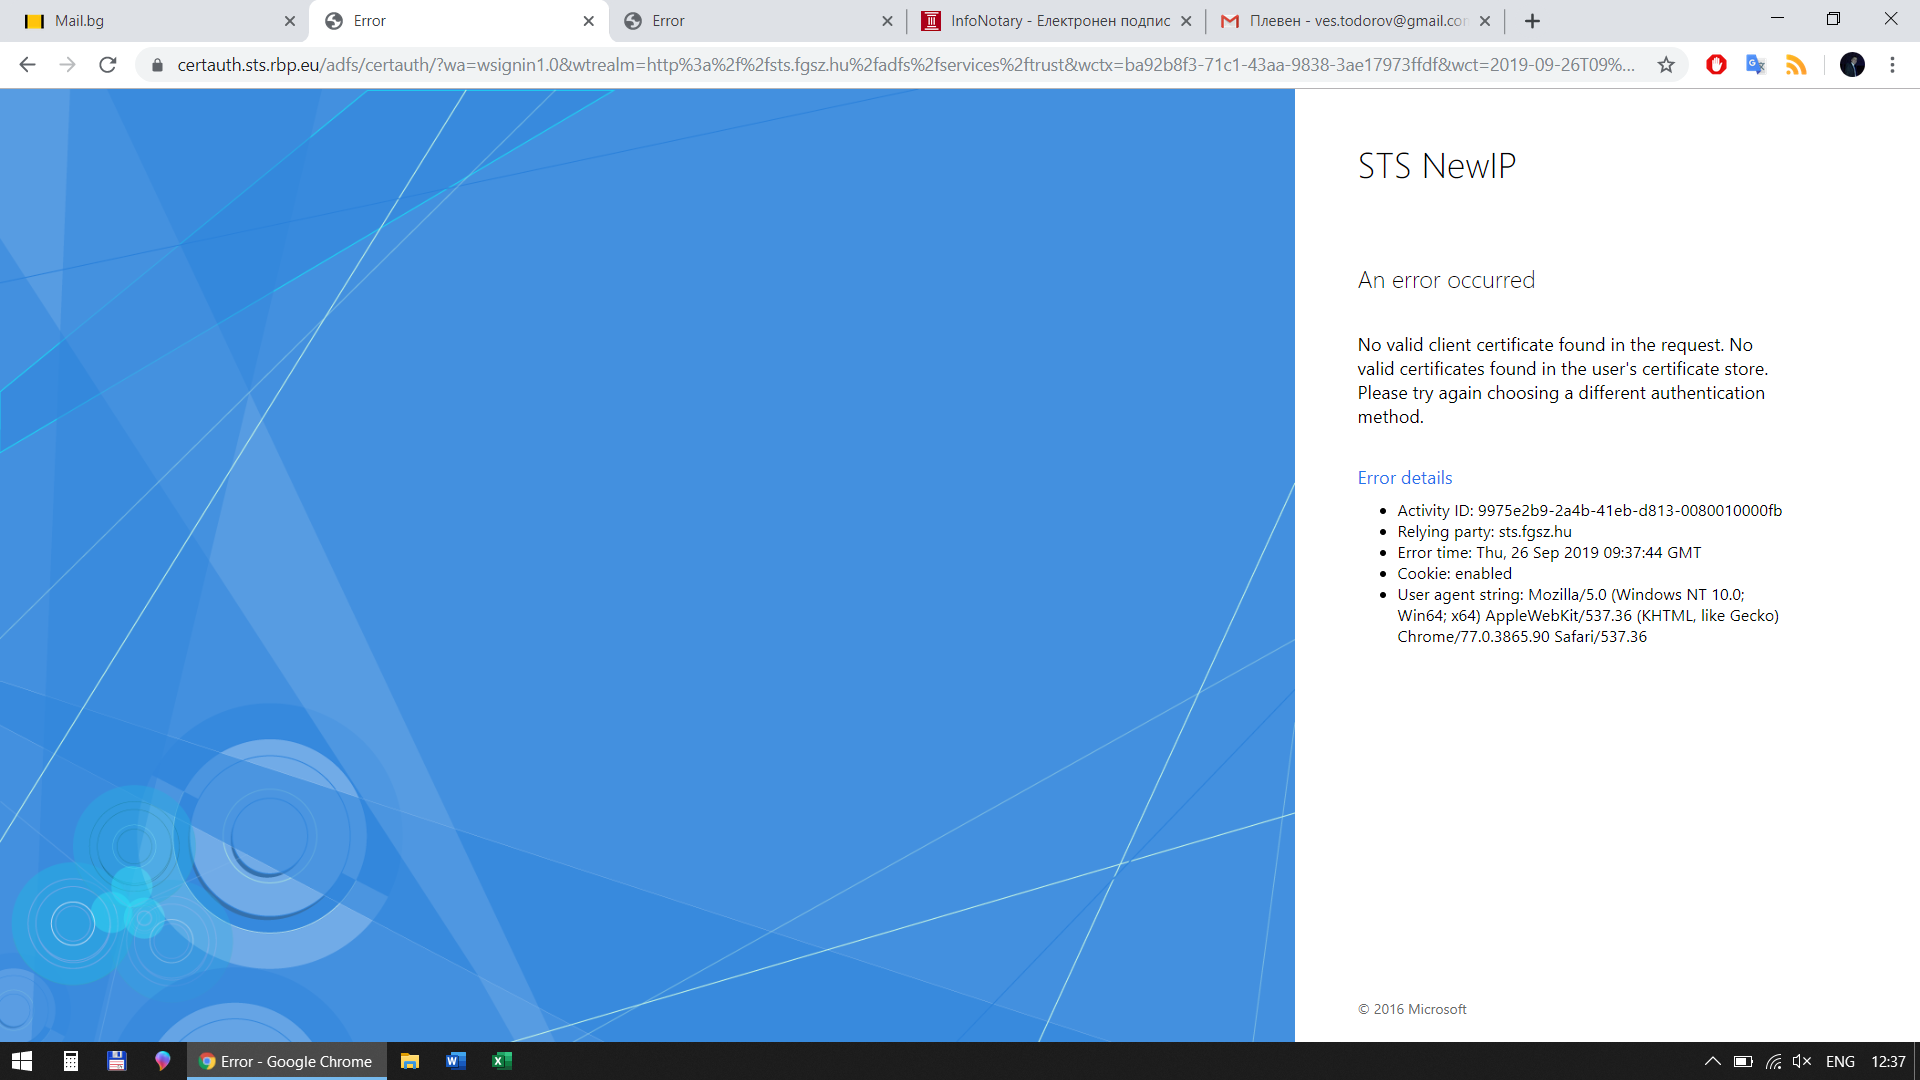 Mail.bg
Error
Error
InfoNotary - Електронен подпис
Плевен - ves.todorov@gmail.co
certauth.sts.rbp.eu/adfs/certauth/?wa=wsignin1.0&wtrealm=http%3a%2f%2fsts.fgsz.hu%2fadfs%2fservices%2ftrust&wctx=ba92b8f3-71c1-43aa-9838-3ae17973ffdf&wct=2019-09-26T09%...
STS NewIP
An error occurred
No valid client certificate found in the request. No
valid certificates found in the user's certificate store.
Please try again choosing a different authentication
method.
Error details
Activity ID: 9975e2b9-2a4b-41eb-d813-0080010000fb
Relying party: sts.fgsz.hu
Error time: Thu, 26 Sep 2019 09:37:44 GMT
Cookie: enabled
User agent string: Mozilla/5.0 (Windows NT 10.0;
Win64; x64) AppleWebKit/537.36 (KHTML, like Gecko)
Chrome/77.0.3865.90 Safari/537.36
© 2016 Microsoft
Error - Google Chrome
ENG
12:37